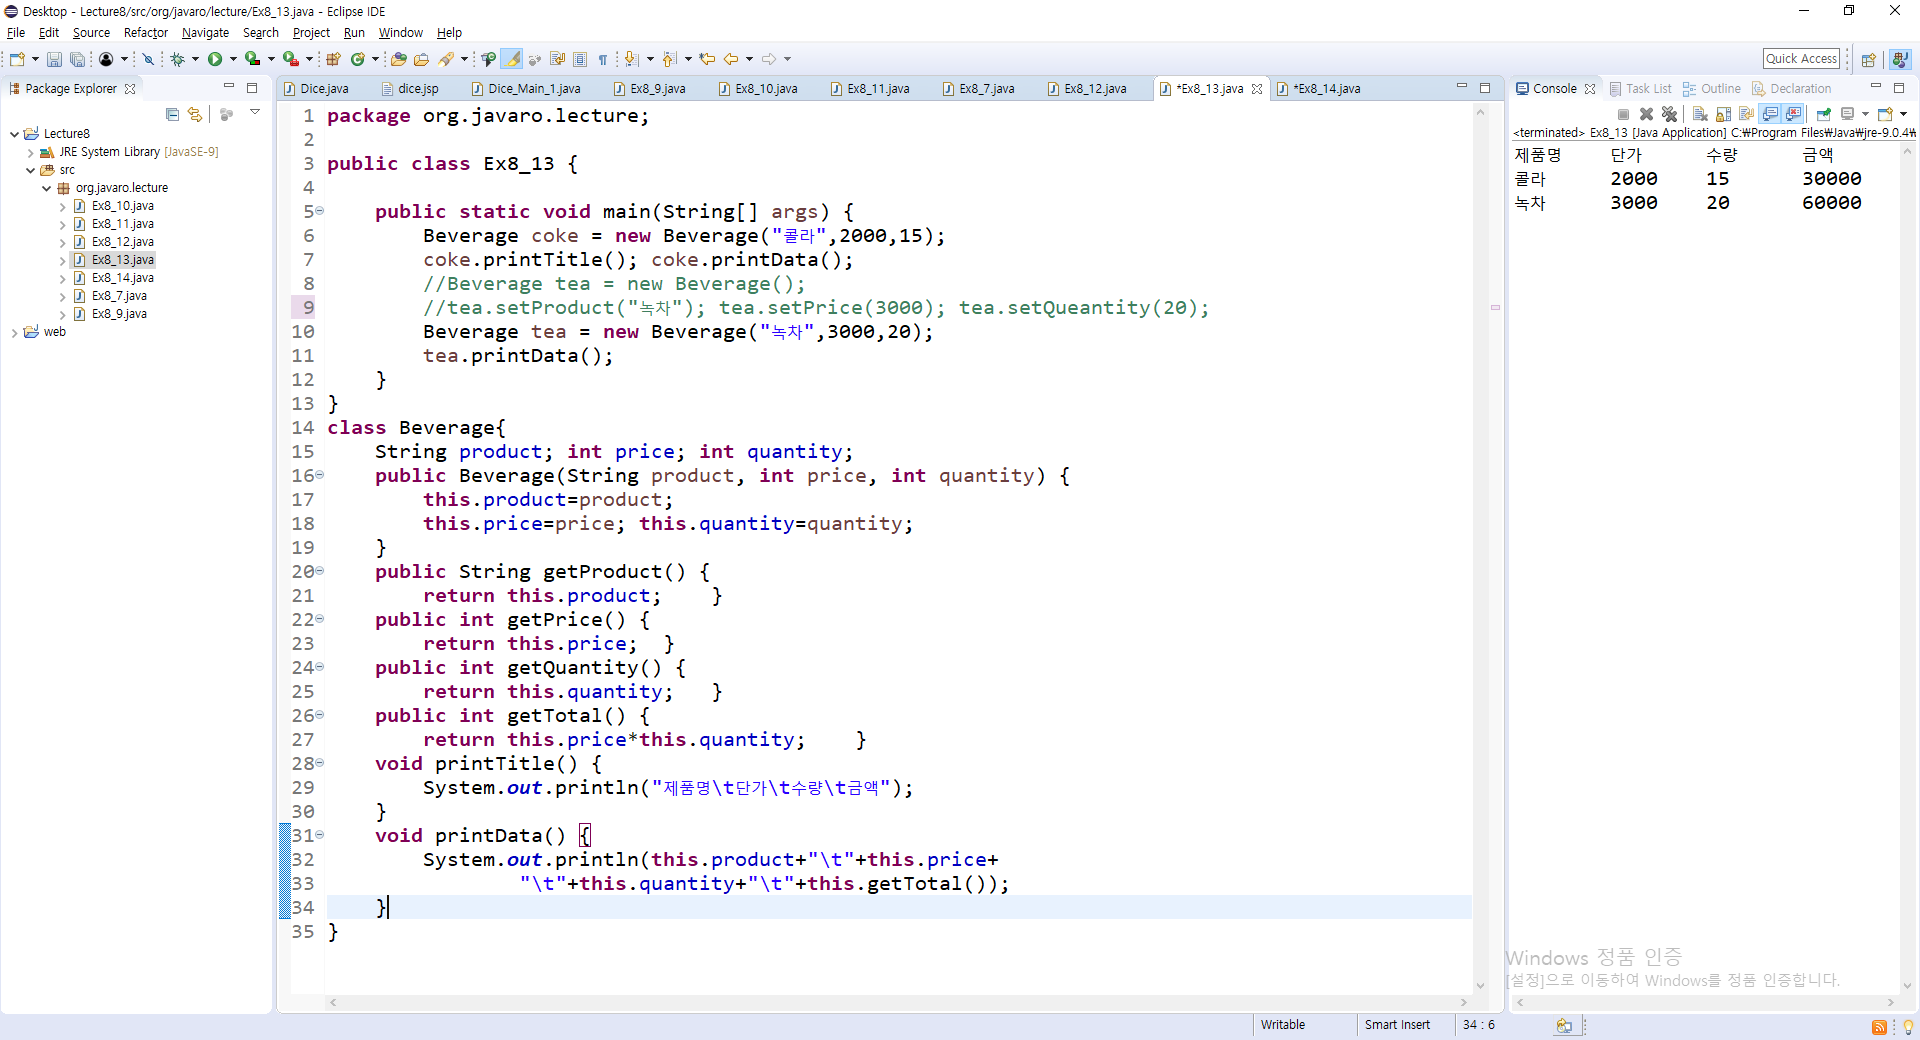 Desktop - Lecture8/src/org/javaro/lecture/Ex8_13.java - Eclipse IDE
File Edit Source Refactor Navigate Search Project Run Window Help
Quick Access
Package Explorer
Dice.java dice.jsp Dice_Main_1.java Ex8_9.java Ex8_10.java Ex8_11.java Ex8_7.java Ex8_12.java *Ex8_13.java *Ex8_14.java
Console Task List Outline Declaration
Lecture8
JRE System Library [JavaSE-9]
src
org.javaro.lecture
Ex8_10.java
Ex8_11.java
Ex8_12.java
Ex8_13.java
Ex8_14.java
Ex8_7.java
Ex8_9.java
web
1 package org.javaro.lecture;
2
3 public class Ex8_13 {
4
5 public static void main(String[] args) {
6 Beverage coke = new Beverage("콜라",2000,15);
7 coke.printTitle(); coke.printData();
8 //Beverage tea = new Beverage();
9 //tea.setProduct("녹차"); tea.setPrice(3000); tea.setQueantity(20);
10 Beverage tea = new Beverage("녹차",3000,20);
11 tea.printData();
12 }
13 }
14 class Beverage{
15 String product; int price; int quantity;
16 public Beverage(String product, int price, int quantity) {
17 this.product=product;
18 this.price=price; this.quantity=quantity;
19 }
20 public String getProduct() {
21 return this.product; }
22 public int getPrice() {
23 return this.price; }
24 public int getQuantity() {
25 return this.quantity; }
26 public int getTotal() {
27 return this.price*this.quantity; }
28 void printTitle() {
29 System.out.println("제품명\t단가\t수량\t금액");
30 }
31 void printData() {
32 System.out.println(this.product+"\t"+this.price+
33 "\t"+this.quantity+"\t"+this.getTotal());
34 }
35 }
<terminated> Ex8_13 [Java Application] C:₩Program Files₩Java₩jre-9.0.4₩
제품명 단가 수량 금액
콜라 2000 15 30000
녹차 3000 20 60000
Windows 정품 인증
[설정]으로 이동하여 Windows를 정품 인증합니다.
Writable Smart Insert 34 : 6